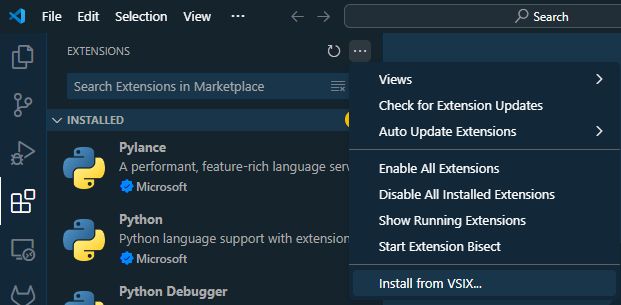 File Edit Selection View ... Search
EXTENSIONS ...
Search Extensions in Marketplace
INSTALLED
Pylance
A performant, feature-rich language serv
Microsoft
Python
Python language support with extension
Microsoft
Python Debugger
Views
Check for Extension Updates
Auto Update Extensions
Enable All Extensions
Disable All Installed Extensions
Show Running Extensions
Start Extension Bisect
Install from VSIX...